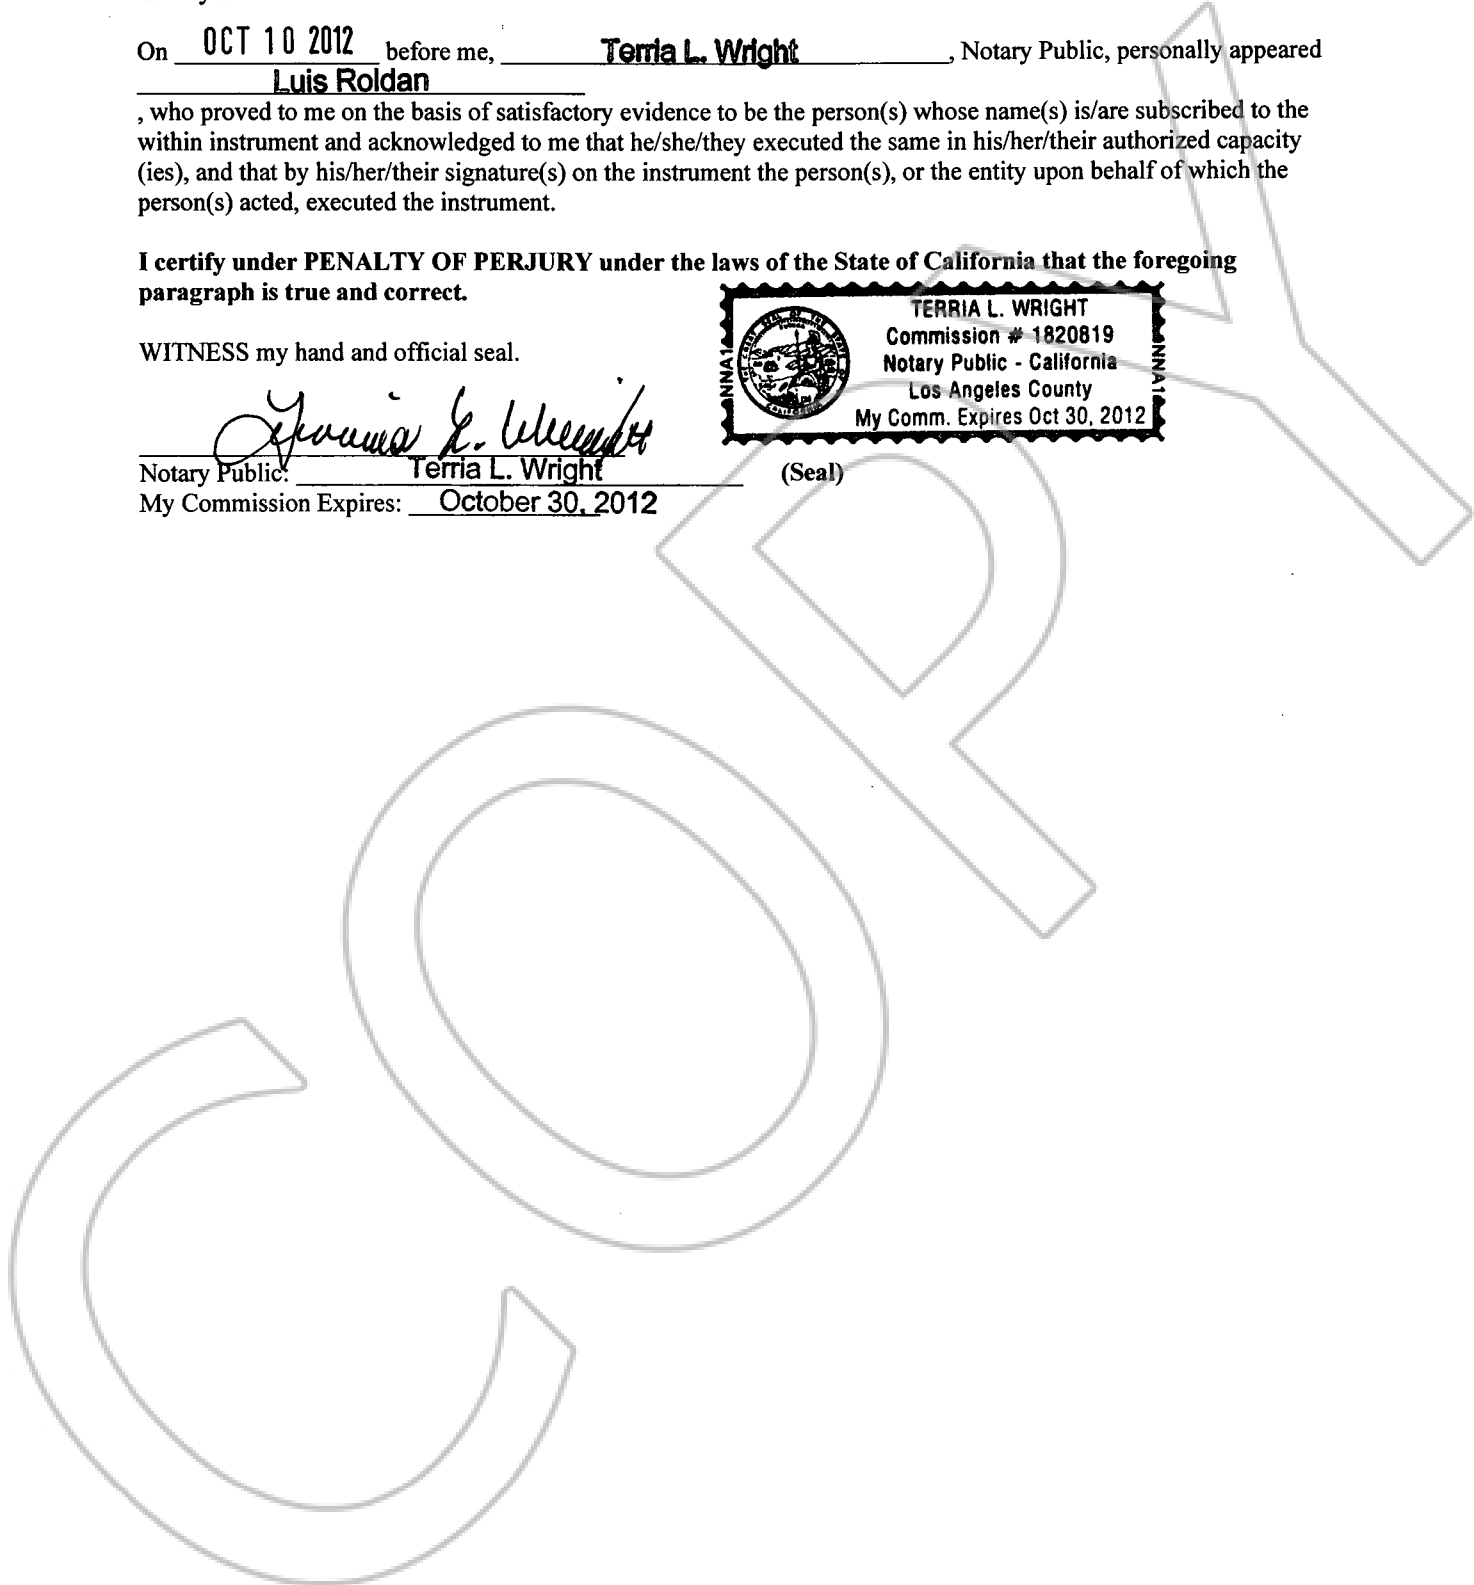 On OCT 10 2012 before me, Terria L. Wright, Notary Public, personally appeared
Luis Roldan
, who proved to me on the basis of satisfactory evidence to be the person(s) whose name(s) is/are subscribed to the
within instrument and acknowledged to me that he/she/they executed the same in his/her/their authorized capacity
(ies), and that by his/her/their signature(s) on the instrument the person(s), or the entity upon behalf of which the
person(s) acted, executed the instrument.
I certify under PENALTY OF PERJURY under the laws of the State of California that the foregoing
paragraph is true and correct.
WITNESS my hand and official seal.
TERRIA L. WRIGHT
Commission # 1820819
Notary Public - California
Los Angeles County
My Comm. Expires Oct 30, 2012
NNA1
NNA1
Terria L. Wright
Notary Public: Terria L. Wright (Seal)
My Commission Expires: October 30, 2012
COPY